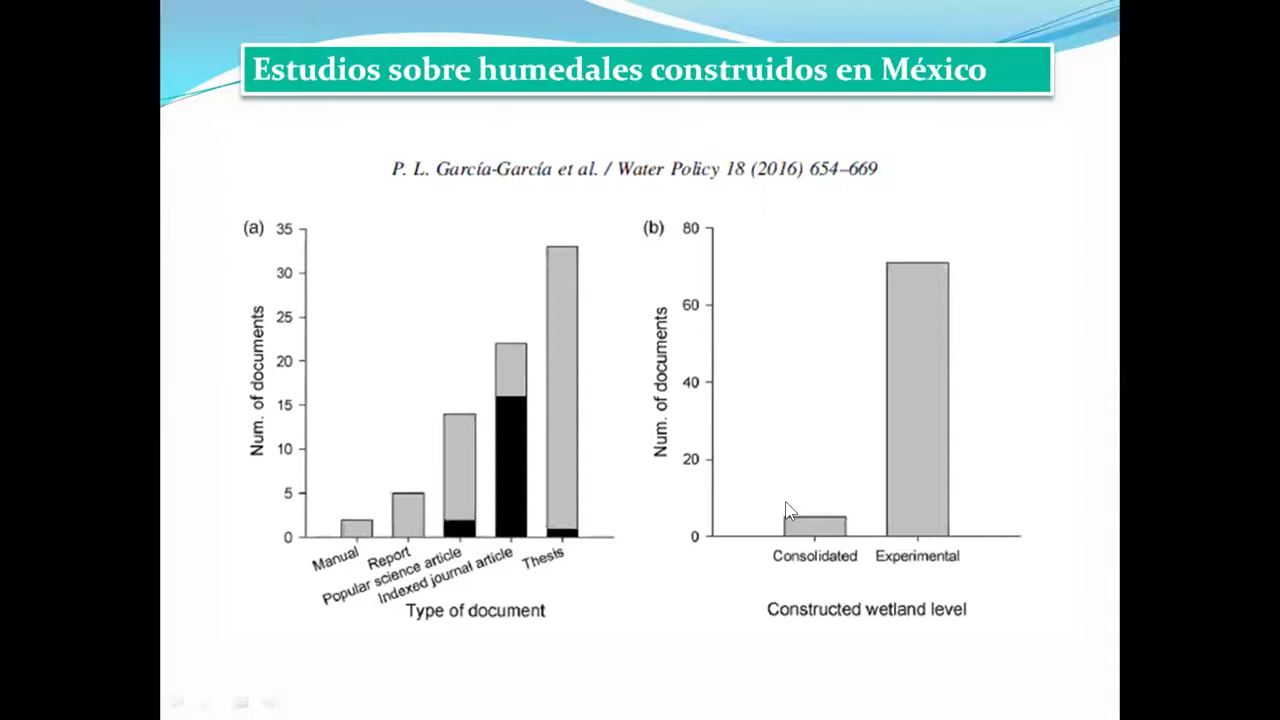 Estudios sobre humedales construidos en México
P. L. García-García et al. / Water Policy 18 (2016) 654–669
(a)
35
30
25
20
15
10
5
0
Num. of documents
Manual
Report
Popular science article
Indexed journal article
Thesis
Type of document
(b)
80
60
40
20
0
Num. of documents
Consolidated
Experimental
Constructed wetland level